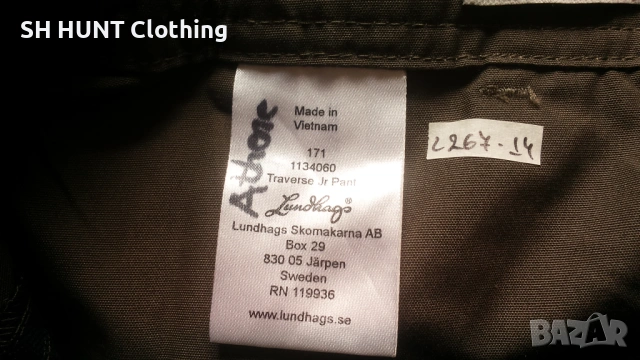 SH HUNT Clothing
Made in
Vietnam
171
1134060
Traverse Jr Pant
Lundhags®
Lundhags Skomakarna AB
Box 29
830 05 Järpen
Sweden
RN 119936
www.lundhags.se
2267-14
BAZAR